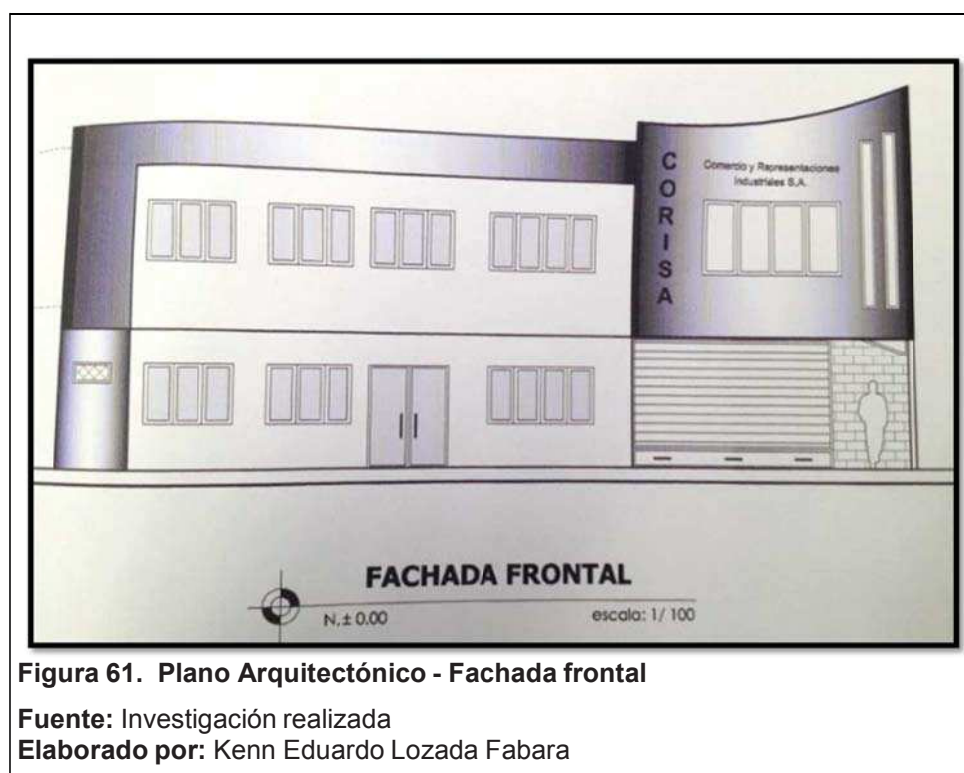 CORISA
Comercio y Representaciones
Industriales S.A.
FACHADA FRONTAL
N.± 0.00
escala: 1/ 100
Figura 61. Plano Arquitectónico - Fachada frontal
Fuente: Investigación realizada
Elaborado por: Kenn Eduardo Lozada Fabara